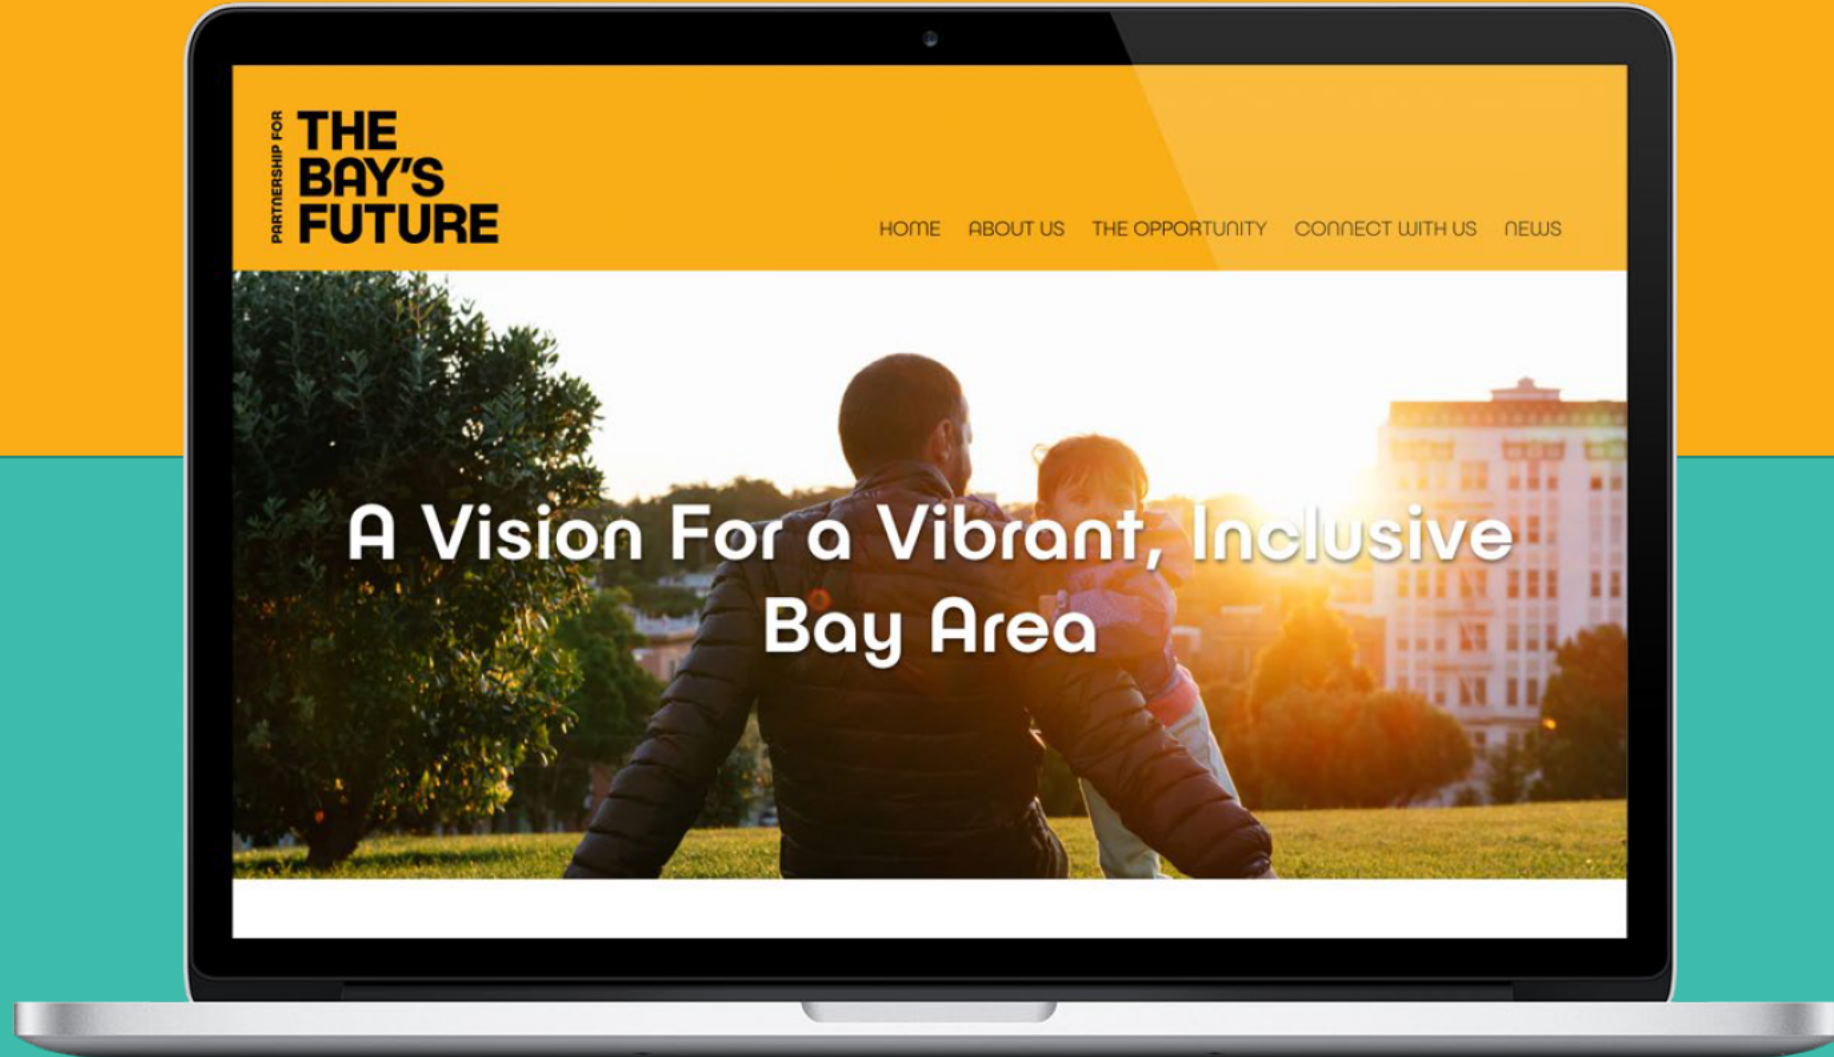 PARTNERSHIP FOR
THE
BAY'S
FUTURE
HOME ABOUT US THE OPPORTUNITY CONNECT WITH US NEWS
A Vision For a Vibrant, Inclusive
Bay Area